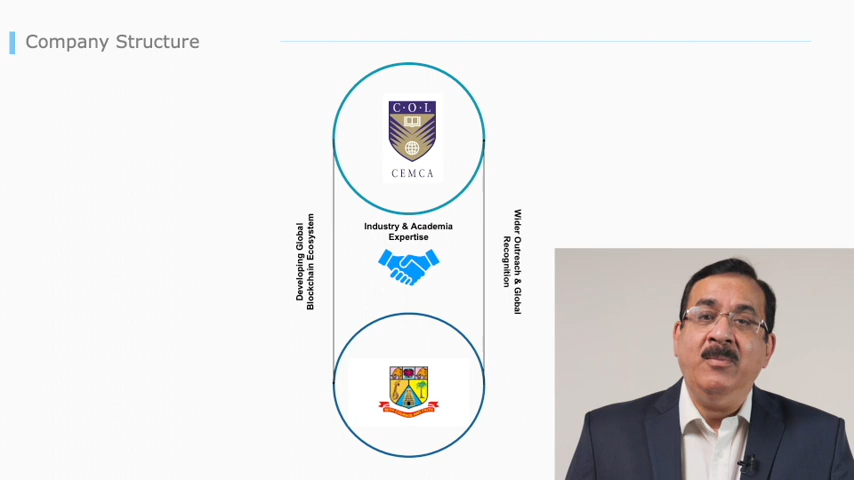 Company Structure
C·O·L
CEMCA
Industry & Academia
Expertise
Developing Global
Blockchain Ecosystem
Wider Outreach & Global
Recognition